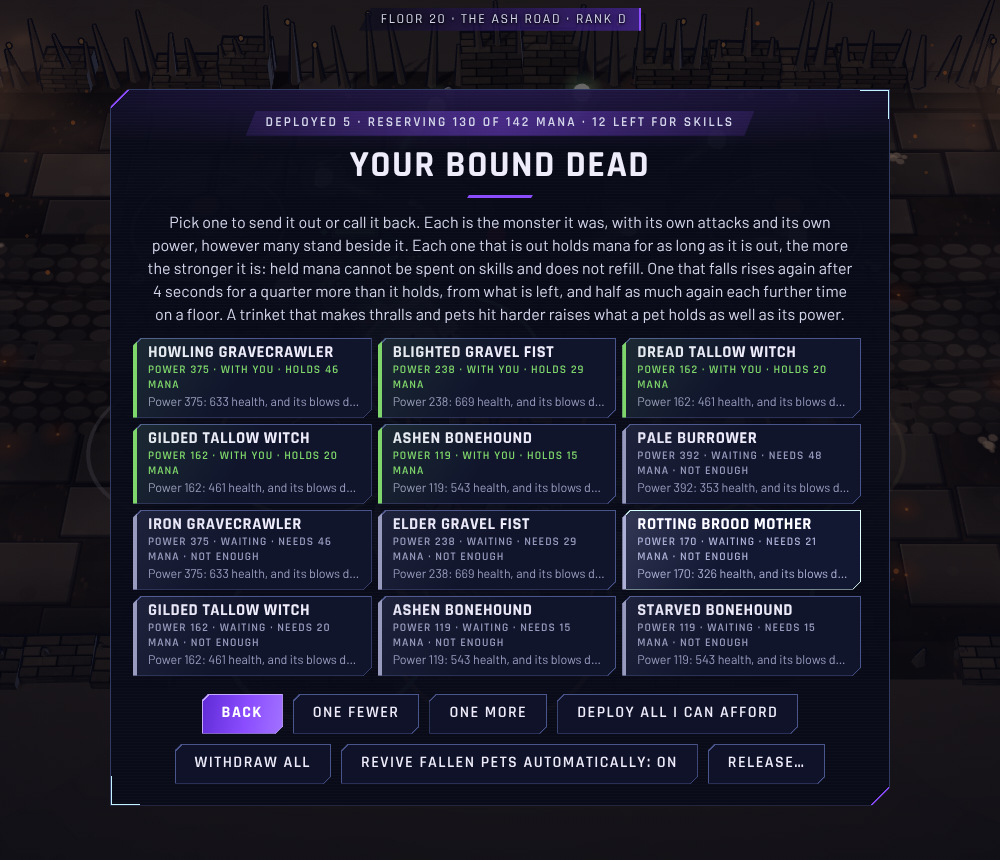 FLOOR 20 · THE ASH ROAD · RANK D
DEPLOYED 5 · RESERVING 130 OF 142 MANA · 12 LEFT FOR SKILLS
YOUR BOUND DEAD
Pick one to send it out or call it back. Each is the monster it was, with its own attacks and its own
power, however many stand beside it. Each one that is out holds mana for as long as it is out, the more
the stronger it is: held mana cannot be spent on skills and does not refill. One that falls rises again after
4 seconds for a quarter more than it holds, from what is left, and half as much again each further time
on a floor. A trinket that makes thralls and pets hit harder raises what a pet holds as well as its power.
HOWLING GRAVECRAWLER
POWER 375 · WITH YOU · HOLDS 46
MANA
Power 375: 633 health, and its blows d...
BLIGHTED GRAVEL FIST
POWER 238 · WITH YOU · HOLDS 29
MANA
Power 238: 669 health, and its blows d...
DREAD TALLOW WITCH
POWER 162 · WITH YOU · HOLDS 20
MANA
Power 162: 461 health, and its blows d...
GILDED TALLOW WITCH
POWER 162 · WITH YOU · HOLDS 20
MANA
Power 162: 461 health, and its blows d...
ASHEN BONEHOUND
POWER 119 · WITH YOU · HOLDS 15
MANA
Power 119: 543 health, and its blows d...
PALE BURROWER
POWER 392 · WAITING · NEEDS 48
MANA · NOT ENOUGH
Power 392: 353 health, and its blows d...
IRON GRAVECRAWLER
POWER 375 · WAITING · NEEDS 46
MANA · NOT ENOUGH
Power 375: 633 health, and its blows d...
ELDER GRAVEL FIST
POWER 238 · WAITING · NEEDS 29
MANA · NOT ENOUGH
Power 238: 669 health, and its blows d...
ROTTING BROOD MOTHER
POWER 170 · WAITING · NEEDS 21
MANA · NOT ENOUGH
Power 170: 326 health, and its blows d...
GILDED TALLOW WITCH
POWER 162 · WAITING · NEEDS 20
MANA · NOT ENOUGH
Power 162: 461 health, and its blows d...
ASHEN BONEHOUND
POWER 119 · WAITING · NEEDS 15
MANA · NOT ENOUGH
Power 119: 543 health, and its blows d...
STARVED BONEHOUND
POWER 119 · WAITING · NEEDS 15
MANA · NOT ENOUGH
Power 119: 543 health, and its blows d...
BACK
ONE FEWER
ONE MORE
DEPLOY ALL I CAN AFFORD
WITHDRAW ALL
REVIVE FALLEN PETS AUTOMATICALLY: ON
RELEASE...